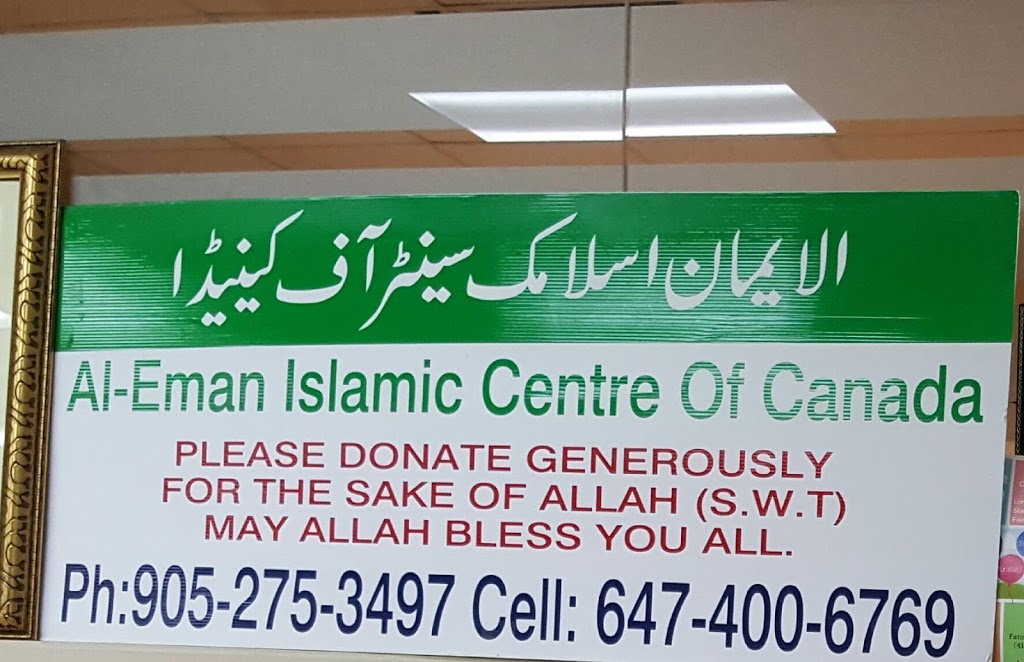 الایمان اسلامک سینٹر آف کینیڈا
Al-Eman Islamic Centre Of Canada
PLEASE DONATE GENEROUSLY
FOR THE SAKE OF ALLAH (S.W.T)
MAY ALLAH BLESS YOU ALL.
Ph:905-275-3497 Cell: 647-400-6769